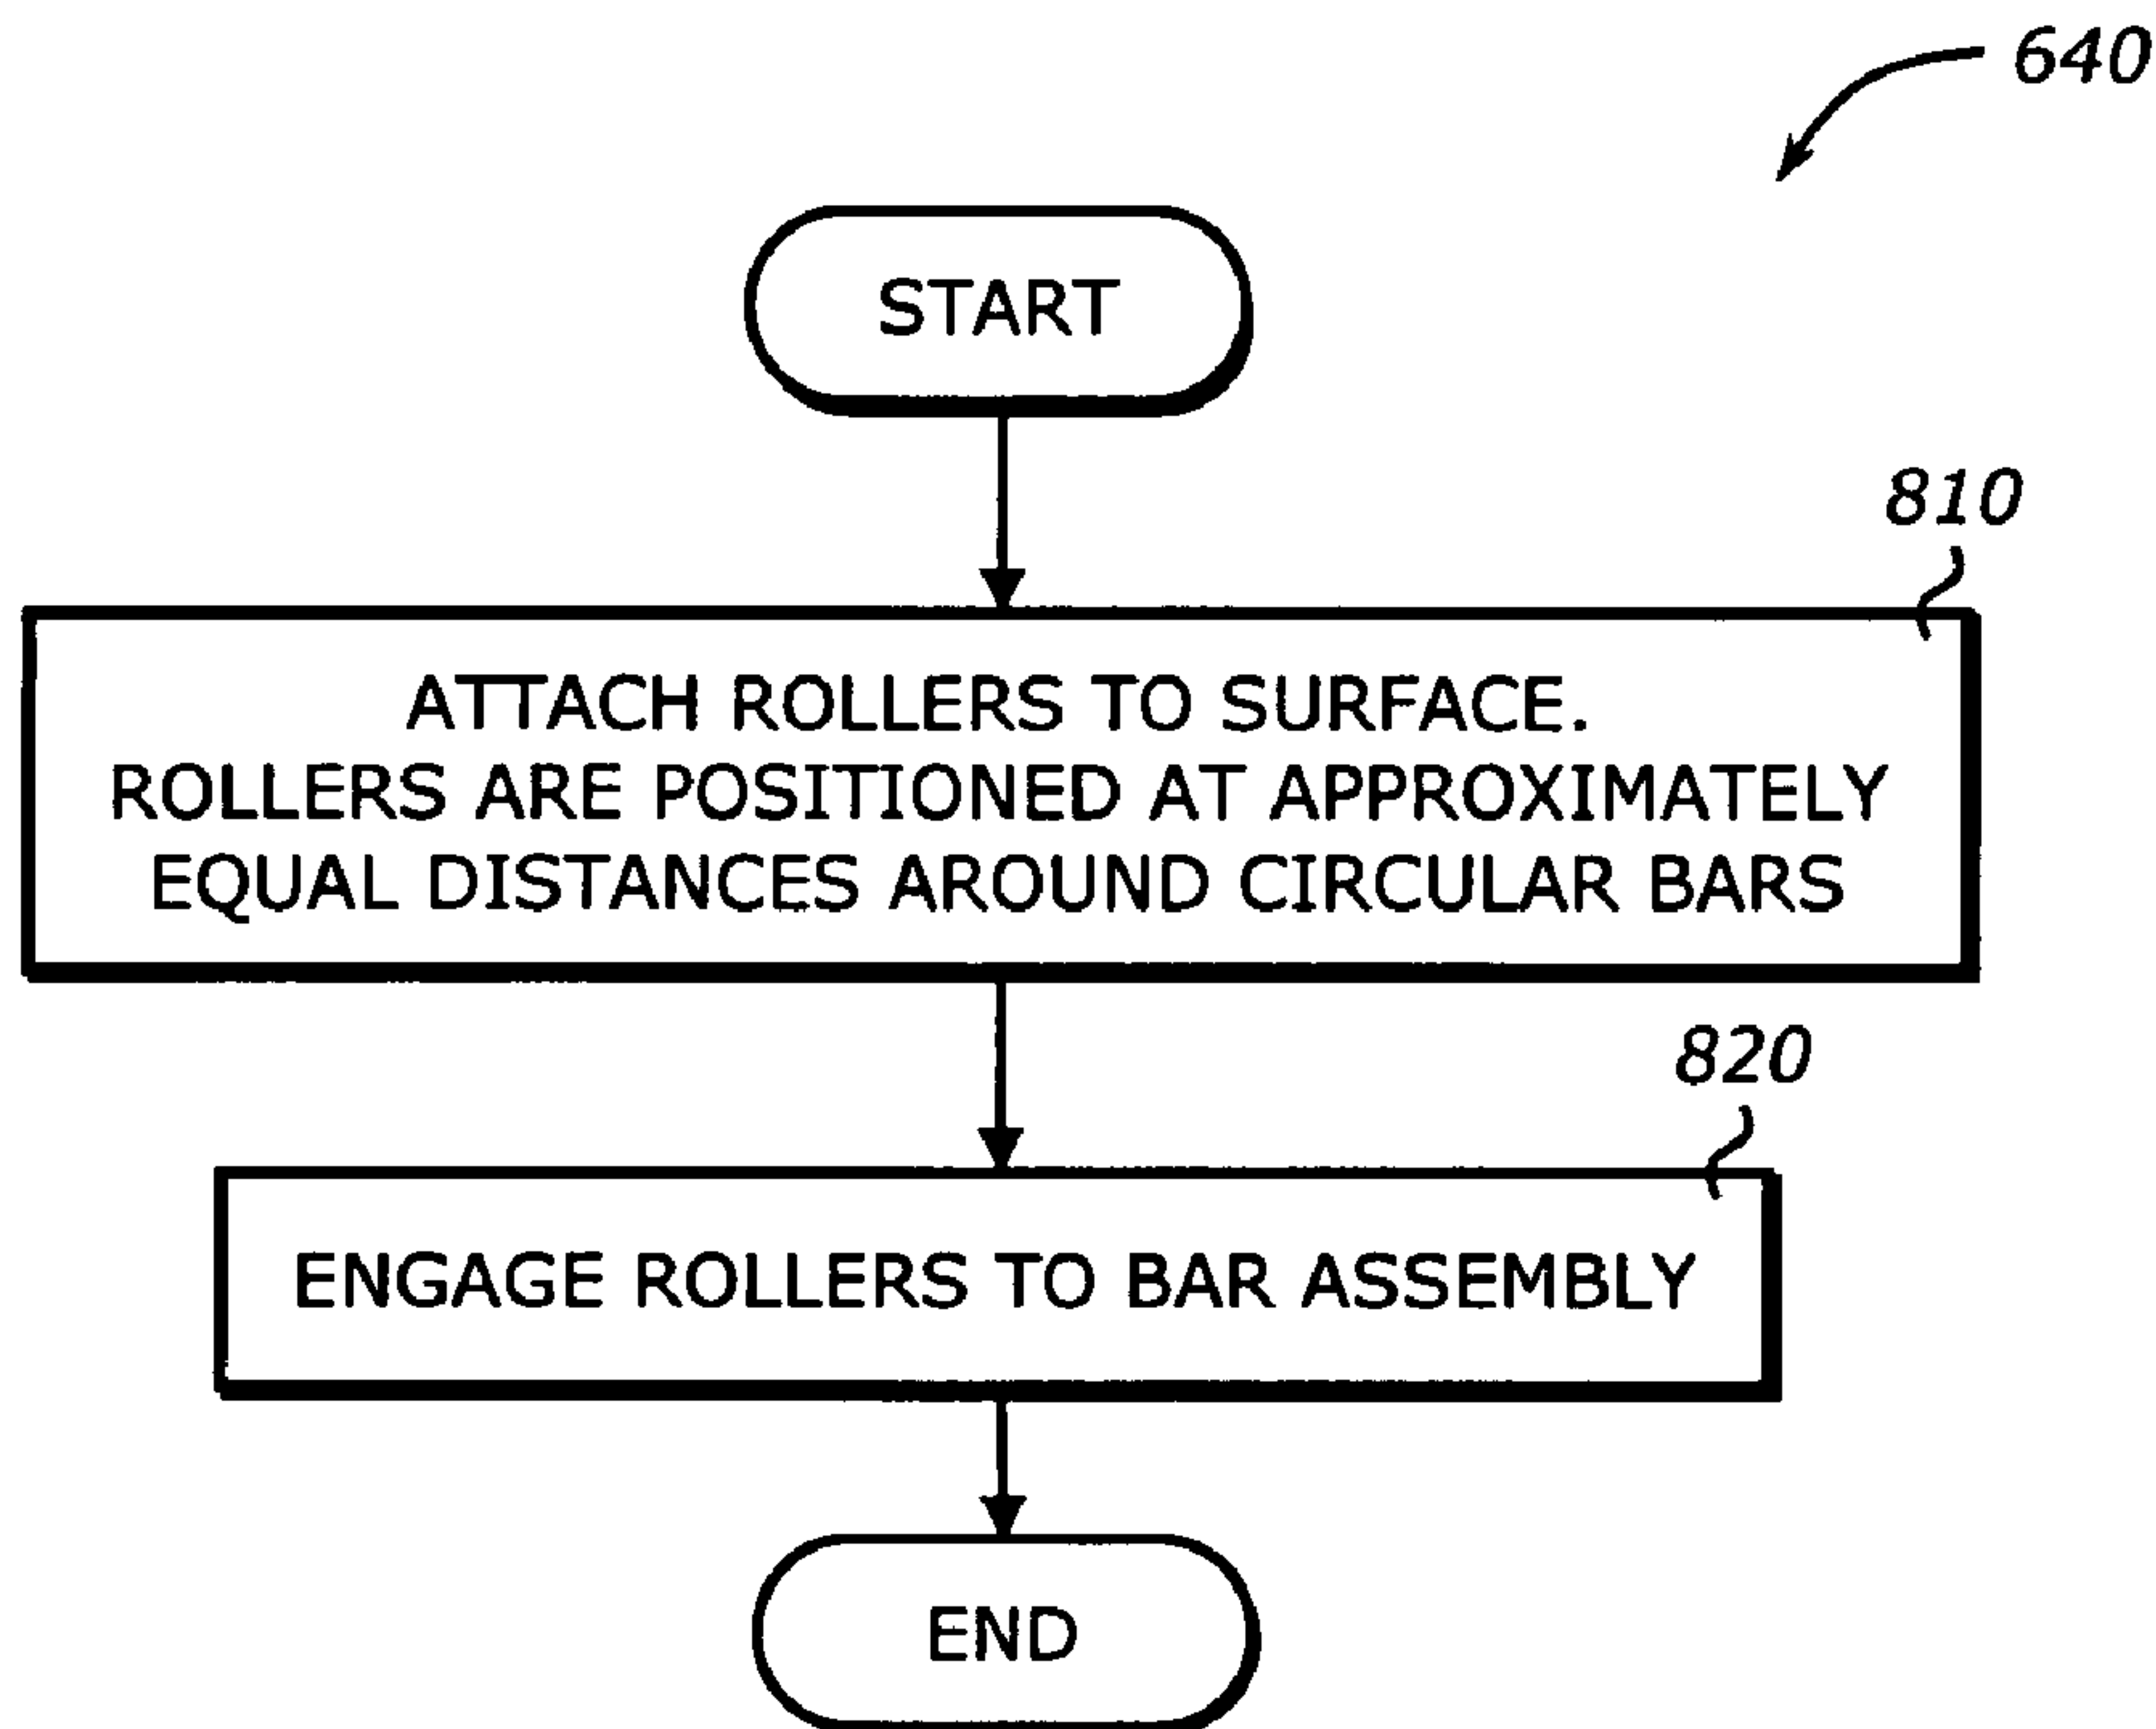 640
START
810
ATTACH ROLLERS TO SURFACE.
ROLLERS ARE POSITIONED AT APPROXIMATELY
EQUAL DISTANCES AROUND CIRCULAR BARS
820
ENGAGE ROLLERS TO BAR ASSEMBLY
END